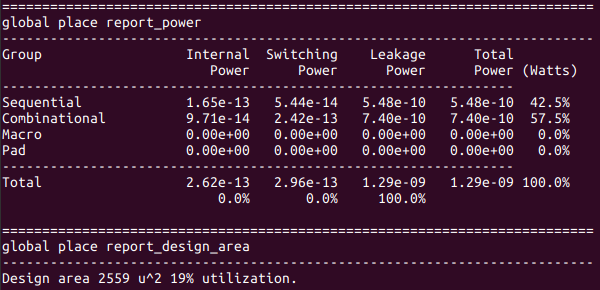 ===========================================================================
global place report_power
---------------------------------------------------------------------------
Group                  Internal  Switching    Leakage      Total
                          Power      Power      Power      Power (Watts)
----------------------------------------------------------------
Sequential             1.65e-13   5.44e-14   5.48e-10   5.48e-10  42.5%
Combinational          9.71e-14   2.42e-13   7.40e-10   7.40e-10  57.5%
Macro                  0.00e+00   0.00e+00   0.00e+00   0.00e+00   0.0%
Pad                    0.00e+00   0.00e+00   0.00e+00   0.00e+00   0.0%
----------------------------------------------------------------
Total                  2.62e-13   2.96e-13   1.29e-09   1.29e-09 100.0%
                           0.0%       0.0%     100.0%
===========================================================================
global place report_design_area
---------------------------------------------------------------------------
Design area 2559 u^2 19% utilization.